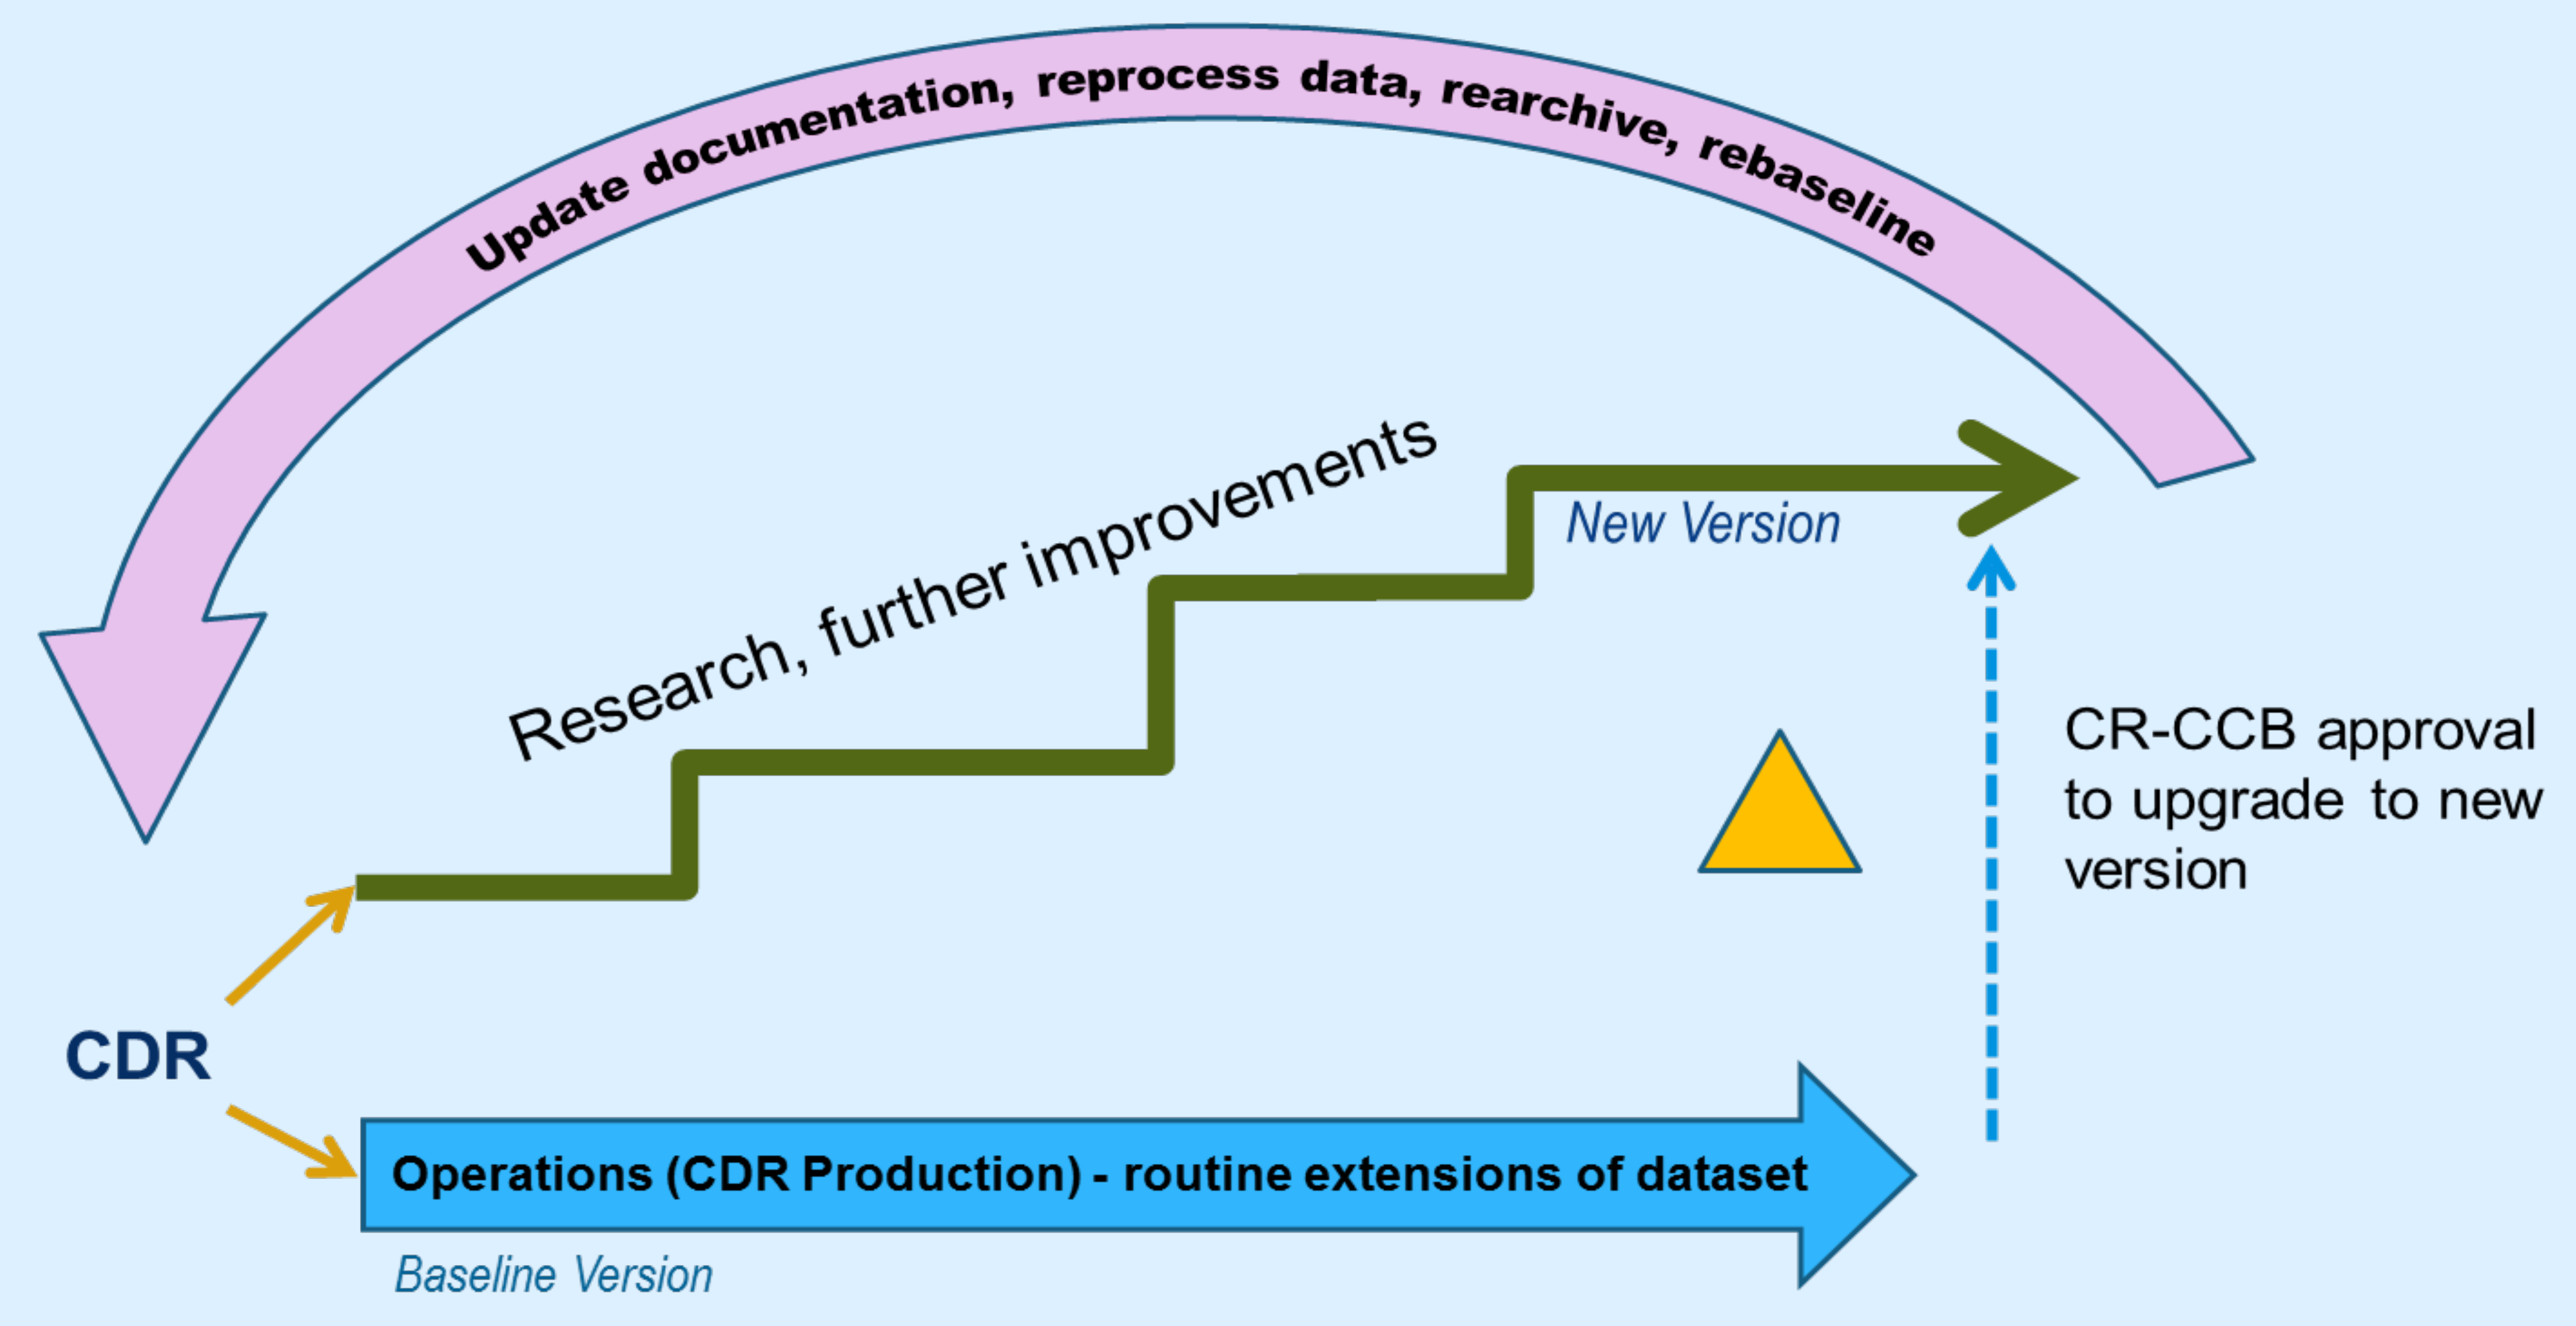 Update documentation, reprocess data, rearchive, rebaseline
Research, further improvements
New Version
CR-CCB approval
to upgrade to new
version
CDR
Operations (CDR Production) - routine extensions of dataset
Baseline Version